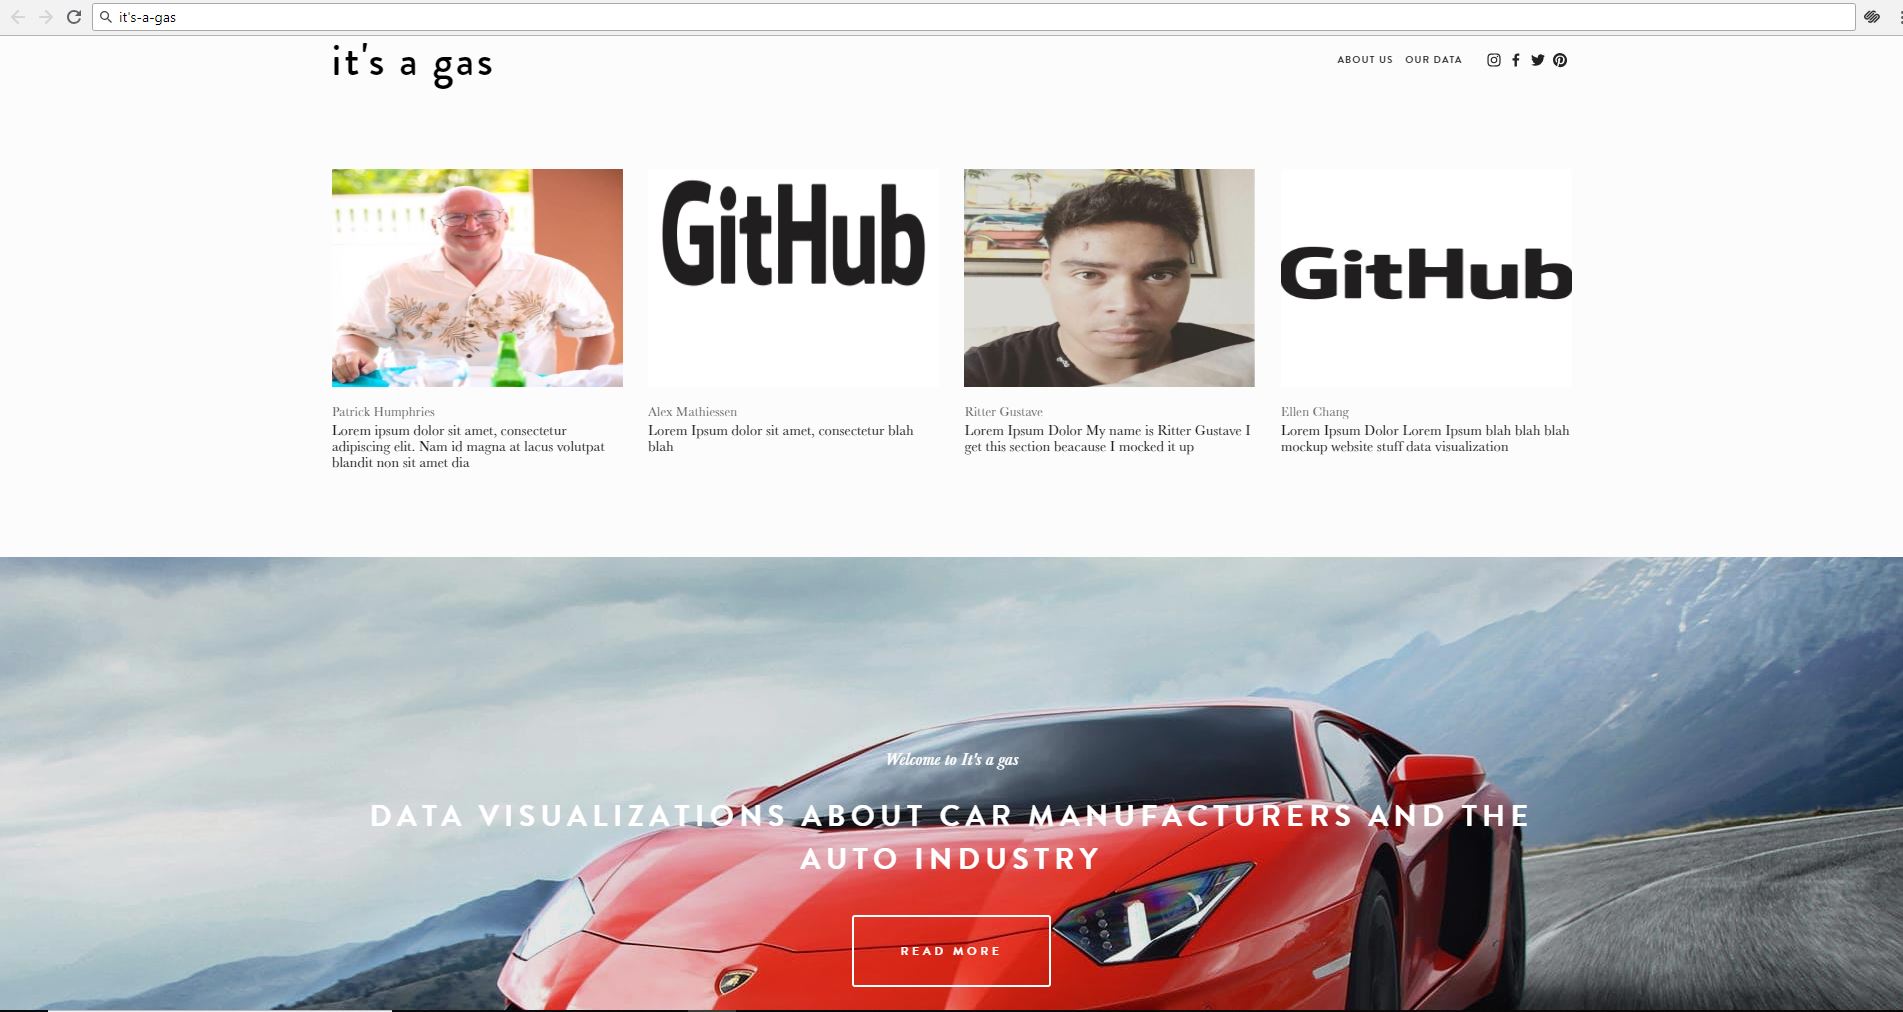 it's-a-gas
it's a gas
ABOUT US OUR DATA
GitHub
GitHub
Patrick Humphries
Lorem ipsum dolor sit amet, consectetur
adipiscing elit. Nam id magna at lacus volutpat
blandit non sit amet dia
Alex Mathiessen
Lorem Ipsum dolor sit amet, consectetur blah
blah
Ritter Gustave
Lorem Ipsum Dolor My name is Ritter Gustave I
get this section beacause I mocked it up
Ellen Chang
Lorem Ipsum Dolor Lorem Ipsum blah blah blah
mockup website stuff data visualization
Welcome to It's a gas
DATA VISUALIZATIONS ABOUT CAR MANUFACTURERS AND THE
AUTO INDUSTRY
READ MORE